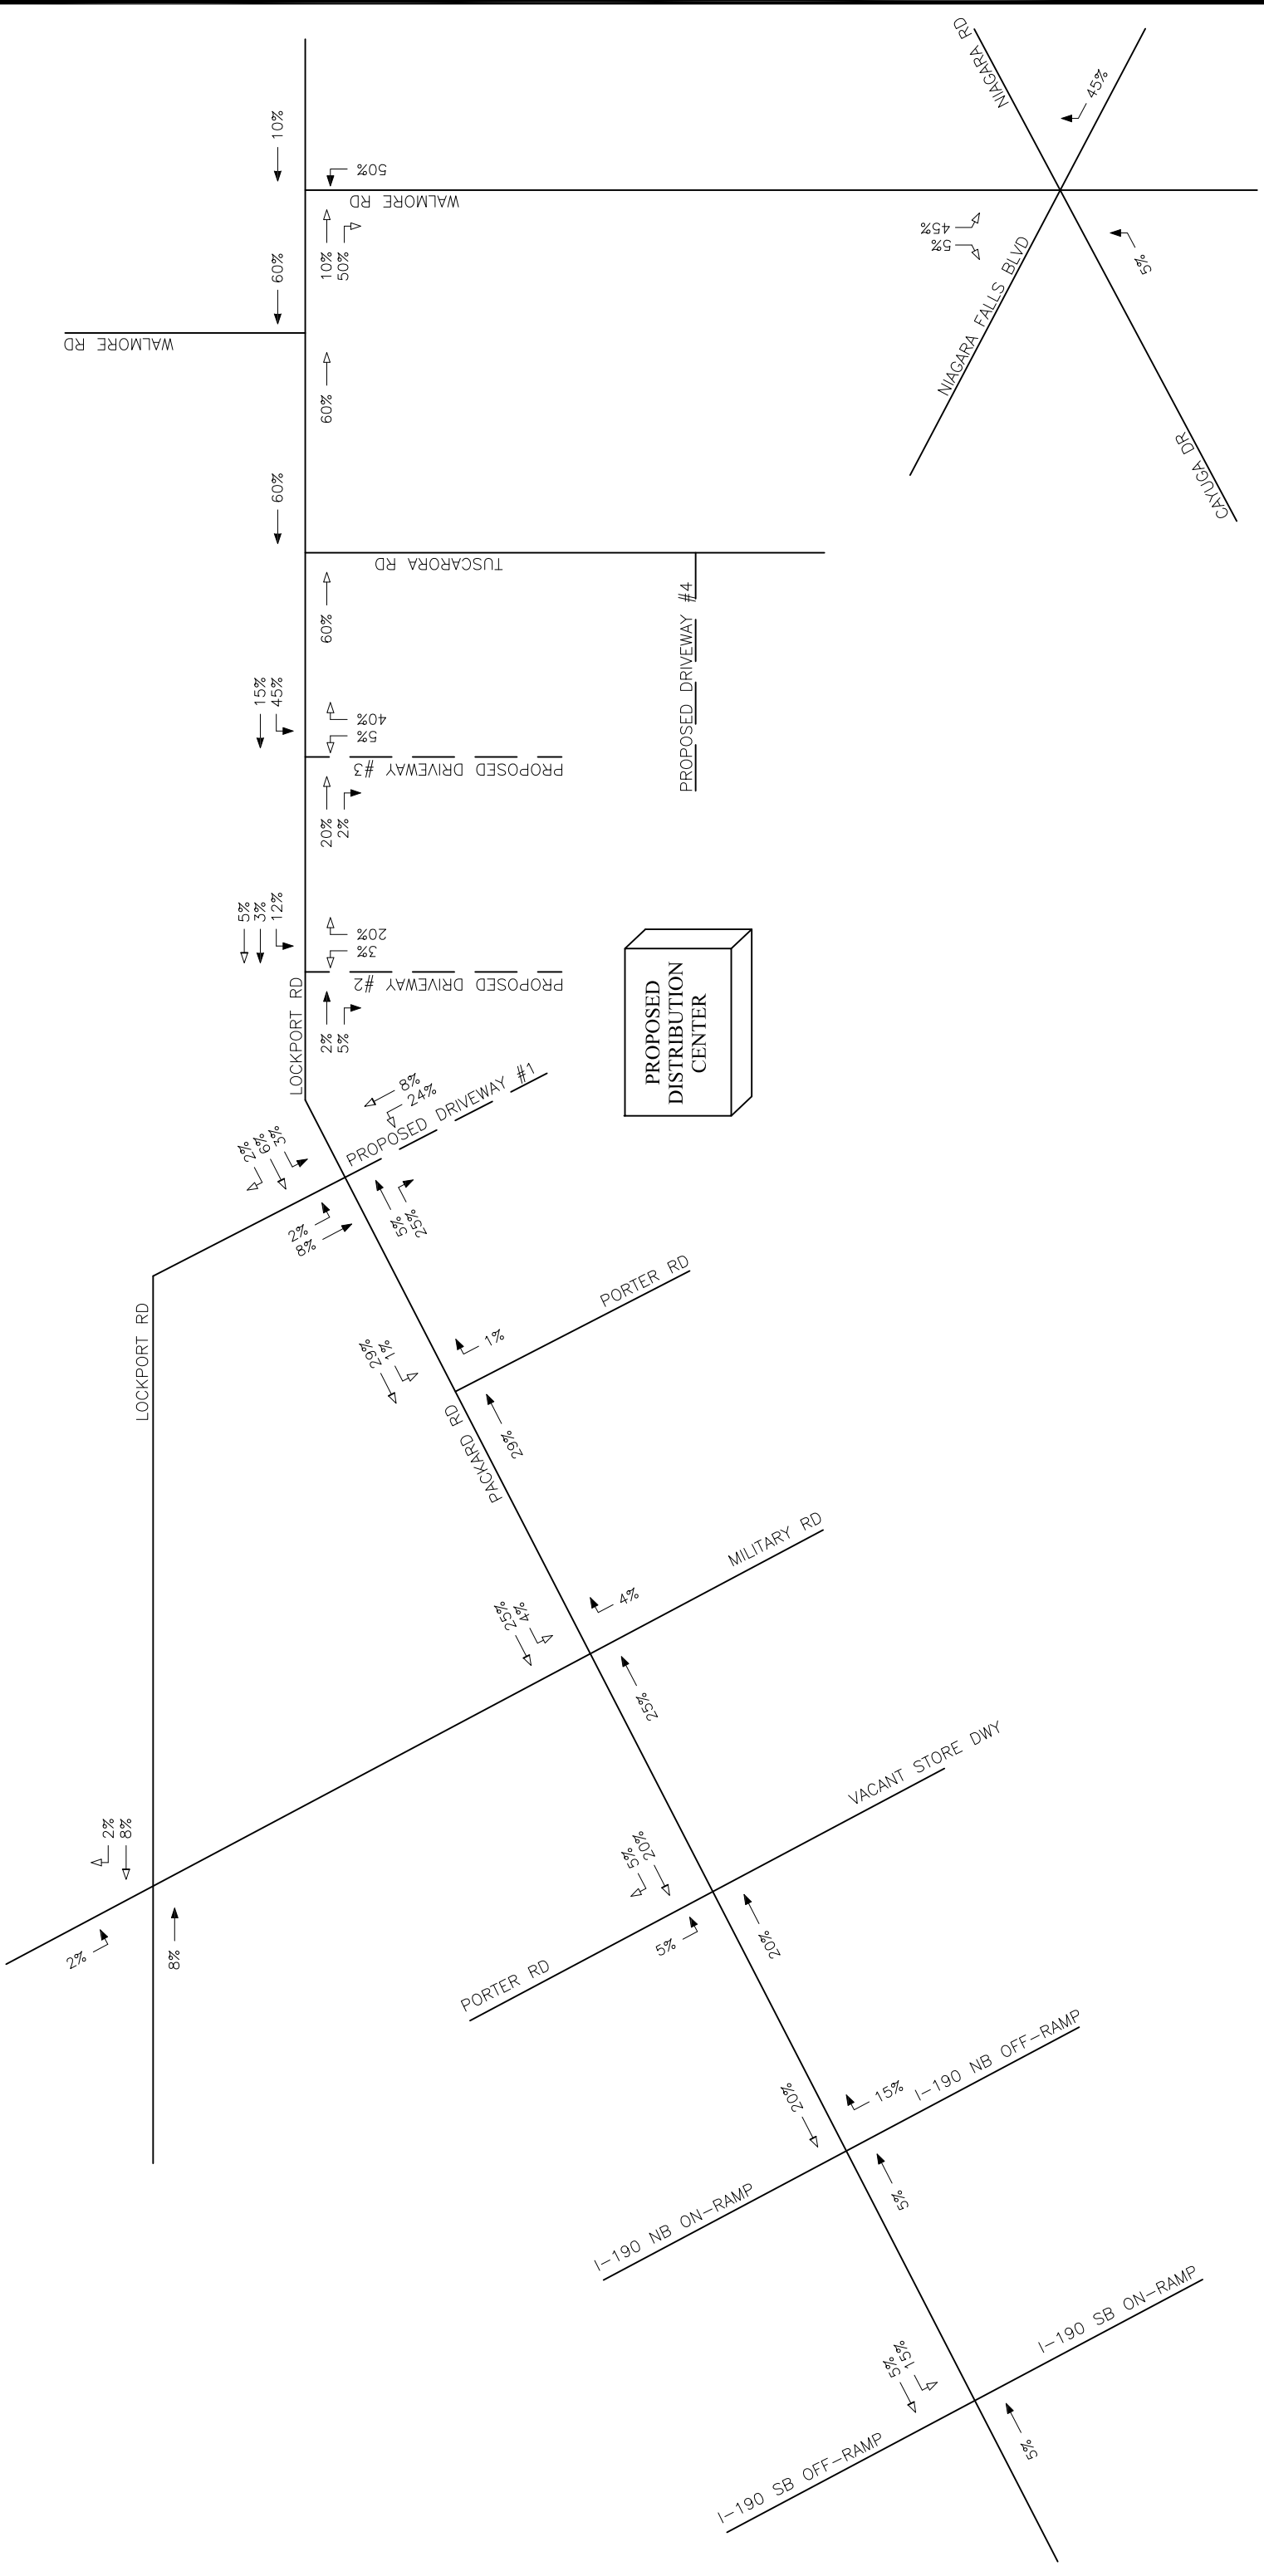 NIAGARA RD
45%
10%
50%
WALMORE RD
10%
50%
45%
5%
5%
NIAGARA FALLS BLVD
CAYUGA DR
60%
WALMORE RD
60%
60%
TUSCARORA RD
60%
PROPOSED DRIVEWAY #4
15%
45%
40%
5%
PROPOSED DRIVEWAY #3
20%
2%
5%
3%
12%
20%
3%
PROPOSED DRIVEWAY #2
2%
5%
LOCKPORT RD
PROPOSED
DISTRIBUTION
CENTER
8%
24%
PROPOSED DRIVEWAY #1
2%
6%
3%
2%
8%
5%
25%
LOCKPORT RD
PORTER RD
1%
29%
1%
29%
PACKARD RD
MILITARY RD
4%
25%
4%
25%
2%
8%
2%
8%
VACANT STORE DWY
5%
20%
5%
20%
PORTER RD
I-190 NB OFF-RAMP
15%
20%
5%
I-190 NB ON-RAMP
I-190 SB ON-RAMP
5%
15%
5%
I-190 SB OFF-RAMP